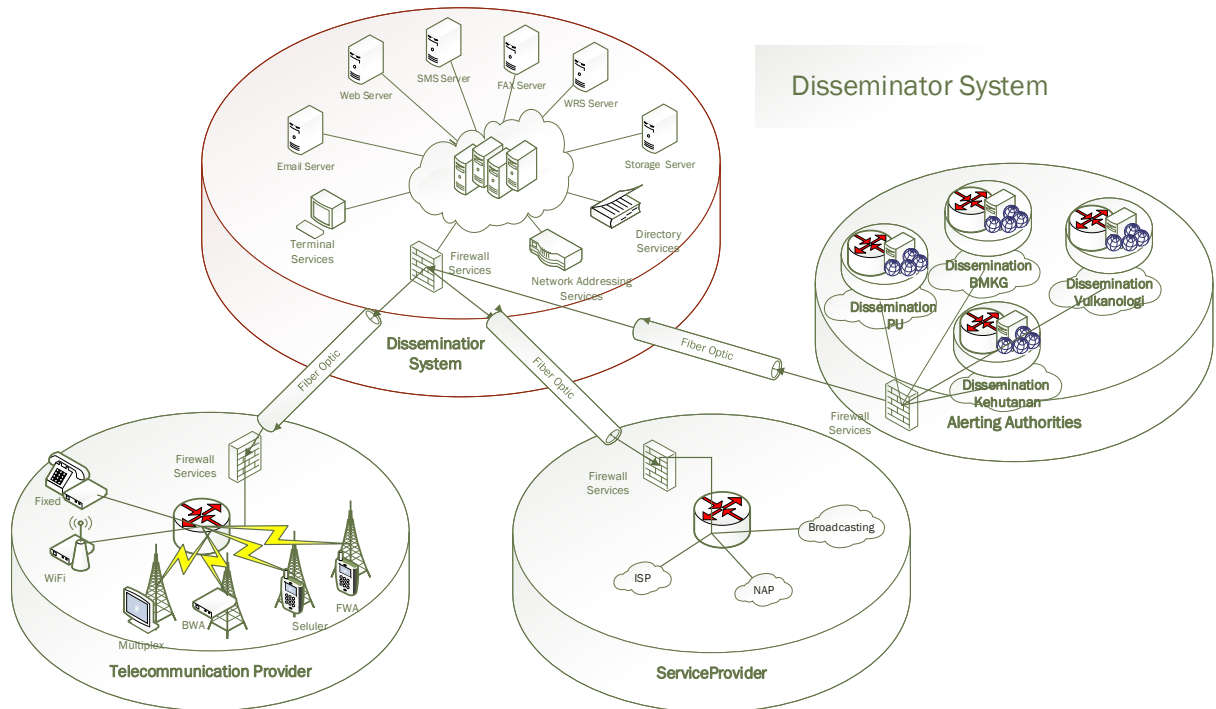 Disseminator System
SMS Server
FAX Server
Web Server
WRS Server
Email Server
Storage Server
Terminal
Services
Directory
Services
Network Addressing
Services
Firewall
Services
Disseminator
System
Fiber Optic
Fiber Optic
Fiber Optic
Dissemination
BMKG
Dissemination
Vulkanologi
Dissemination
PU
Dissemination
Kehutanan
Firewall
Services
Alerting Authorities
Firewall
Services
Fixed
WiFi
Multiplex
BWA
Seluler
FWA
Telecommunication Provider
Firewall
Services
Broadcasting
ISP
NAP
ServiceProvider